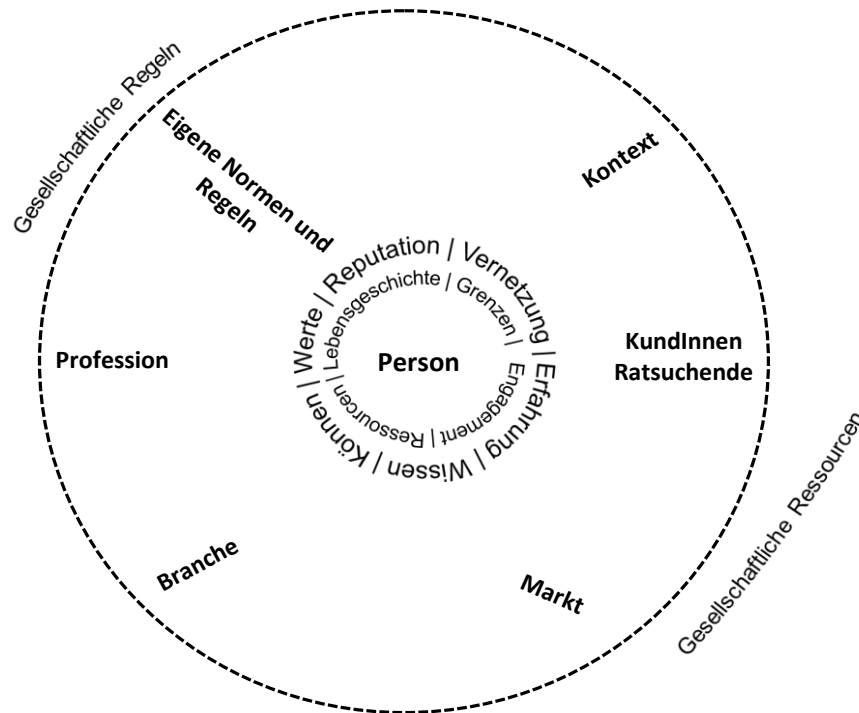 Gesellschaftliche Regeln
Eigene Normen und
Regeln
Kontext
Werte | Reputation | Vernetzung | Erfahrung | Wissen | Können |
Lebensgeschichte | Grenzen | Engagement | Ressourcen |
Person
Profession
KundInnen
Ratsuchende
Branche
Markt
Gesellschaftliche Ressourcen